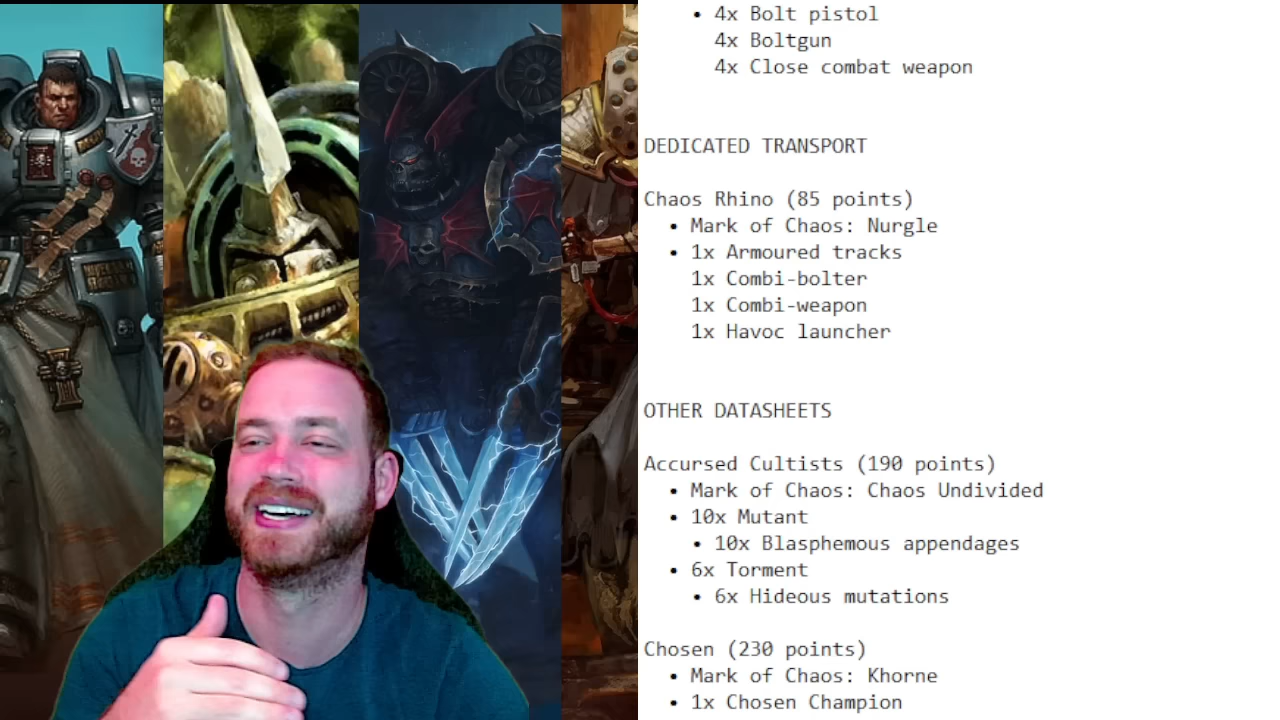 • 4x Bolt pistol
4x Boltgun
4x Close combat weapon
DEDICATED TRANSPORT
Chaos Rhino (85 points)
• Mark of Chaos: Nurgle
• 1x Armoured tracks
1x Combi-bolter
1x Combi-weapon
1x Havoc launcher
OTHER DATASHEETS
Accursed Cultists (190 points)
• Mark of Chaos: Chaos Undivided
• 10x Mutant
• 10x Blasphemous appendages
• 6x Torment
• 6x Hideous mutations
Chosen (230 points)
• Mark of Chaos: Khorne
• 1x Chosen Champion